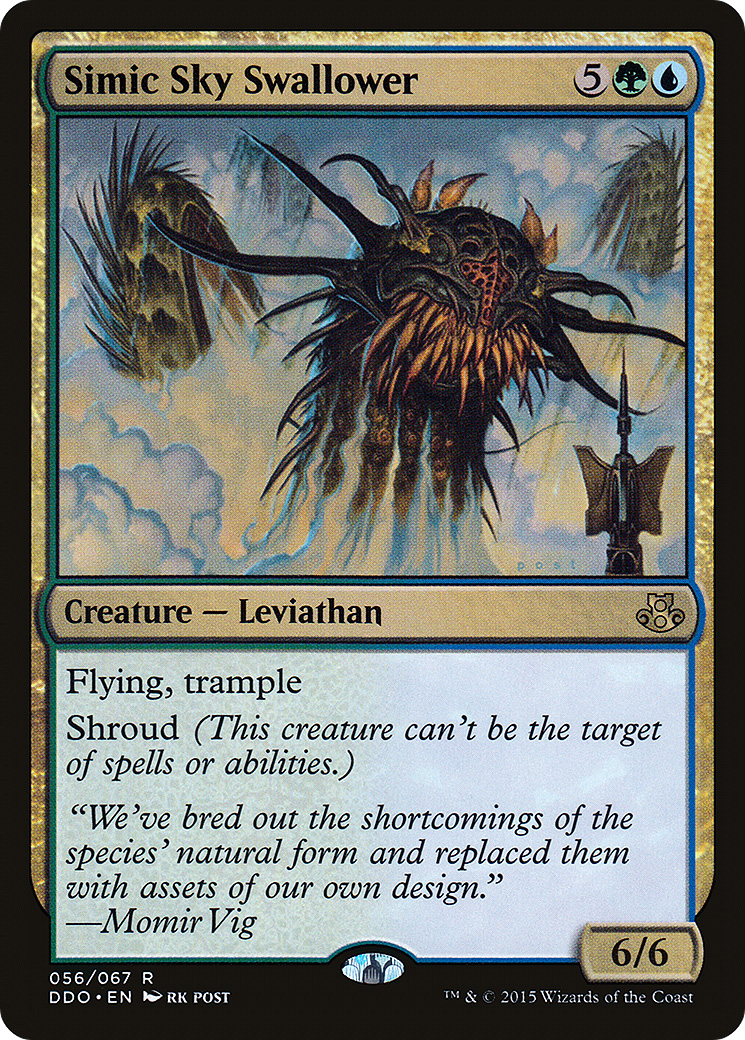 Simic Sky Swallower 5
post
Creature — Leviathan
Flying, trample
Shroud (This creature can't be the target
of spells or abilities.)
“We've bred out the shortcomings of the
species' natural form and replaced them
with assets of our own design.”
—Momir Vig
6/6
056/067 R
DDO • EN RK POST
™ & © 2015 Wizards of the Coast